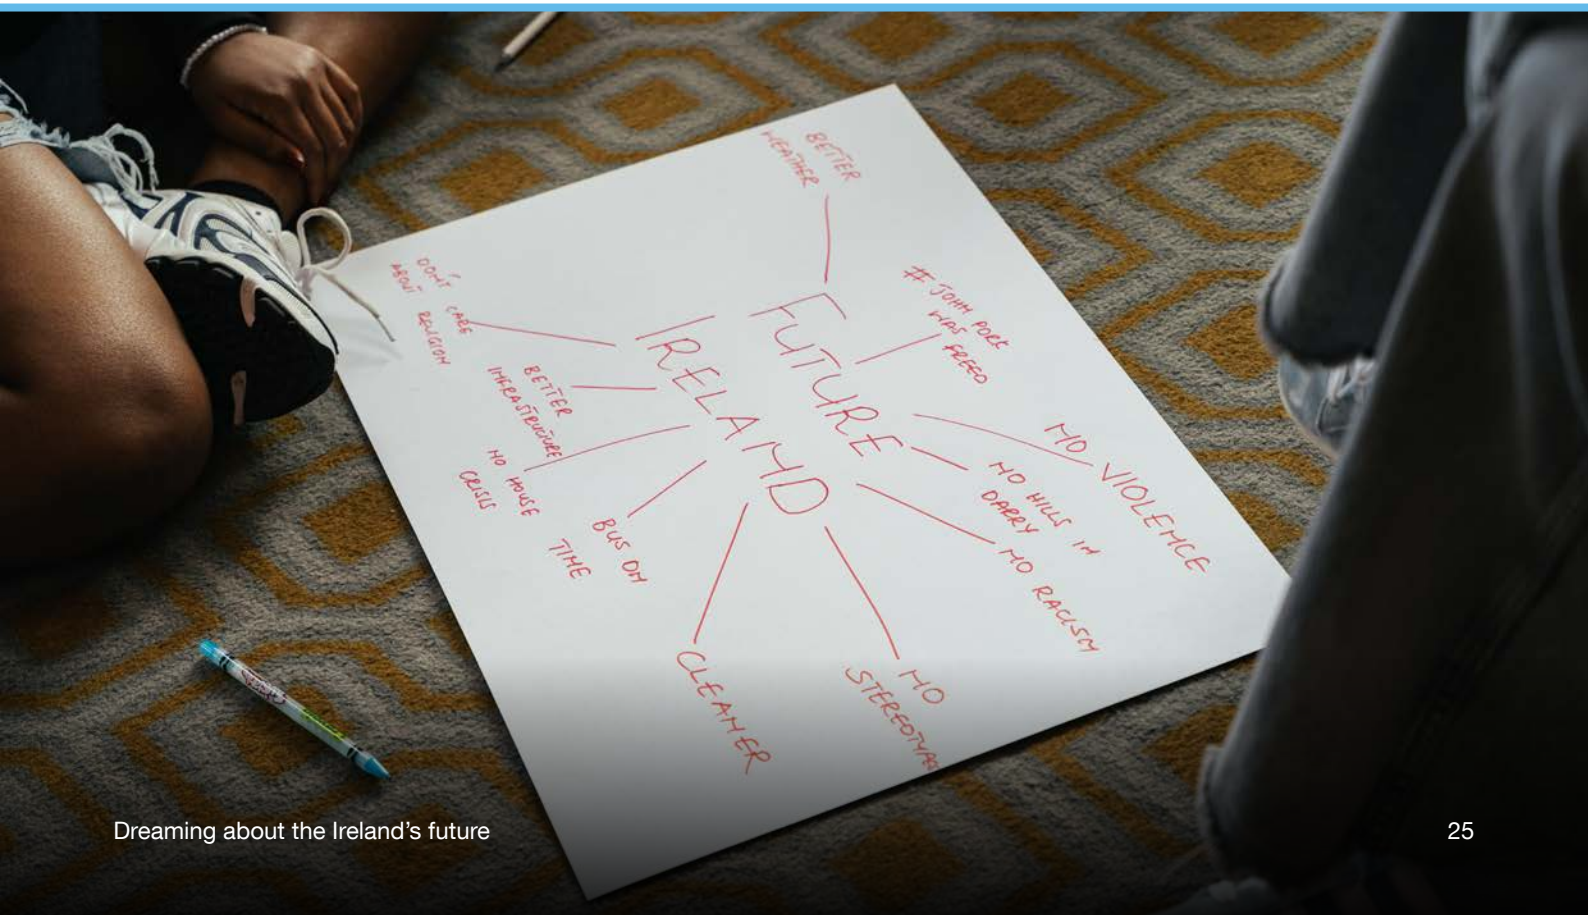 BETTER
WEATHER
FUTURE
IRELAND
# JOHN PORK
WAS FREED
NO VIOLENCE
NO HILLS IN
DARRY
NO RACISM
NO
STEREOTYPES
CLEANER
BUS ON
TIME
NO HOUSE
CRISIS
BETTER
INFRASTRUCTURE
DON'T CARE
ABOUT RELIGION
Dreaming about the Ireland's future
25